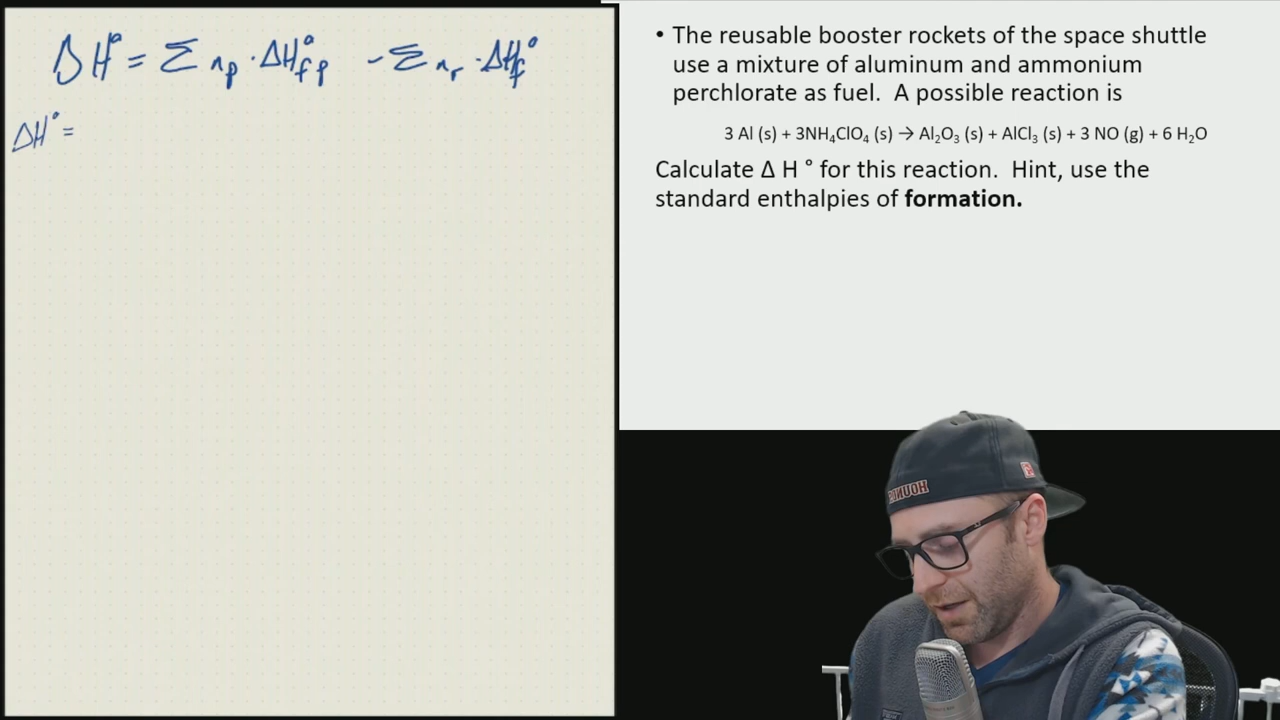 ΔH° = Σ nₚ · ΔH°f p - Σ nᵣ · ΔHf°
ΔH° =
• The reusable booster rockets of the space shuttle
use a mixture of aluminum and ammonium
perchlorate as fuel. A possible reaction is
3 Al (s) + 3NH₄ClO₄ (s) → Al₂O₃ (s) + AlCl₃ (s) + 3 NO (g) + 6 H₂O
Calculate Δ H ° for this reaction. Hint, use the
standard enthalpies of formation.